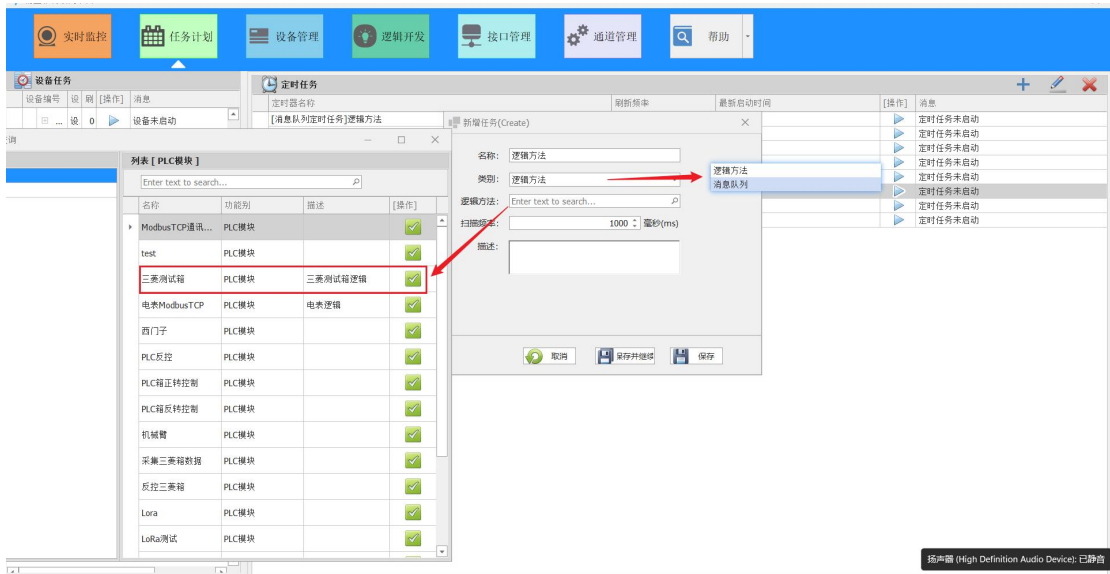 实时监控 任务计划 设备管理 逻辑开发 接口管理 通道管理 帮助
设备任务
设备编号 设 刷 [操作] 消息
... 设 0 设备未启动
定时任务
定时器名称 刷新频率 最新启动时间 [操作] 消息
[消息队列定时任务]逻辑方法
定时任务未启动
定时任务未启动
定时任务未启动
定时任务未启动
定时任务未启动
定时任务未启动
定时任务未启动
定时任务未启动
询
列表 [ PLC模块 ]
Enter text to search...
名称 功能别 描述 [操作]
ModbusTCP通讯... PLC模块
test PLC模块
三菱测试箱 PLC模块 三菱测试箱逻辑
电表ModbusTCP PLC模块 电表逻辑
西门子 PLC模块
PLC反控 PLC模块
PLC箱正转控制 PLC模块
PLC箱反转控制 PLC模块
机械臂 PLC模块
采集三菱箱数据 PLC模块
反控三菱箱 PLC模块
Lora PLC模块
LoRa测试 PLC模块
新增任务(Create)
名称: 逻辑方法
类别: 逻辑方法
逻辑方法: Enter text to search...
扫描频率: 1000 毫秒(ms)
描述:
取消 保存并继续 保存
逻辑方法
消息队列
扬声器 (High Definition Audio Device): 已静音